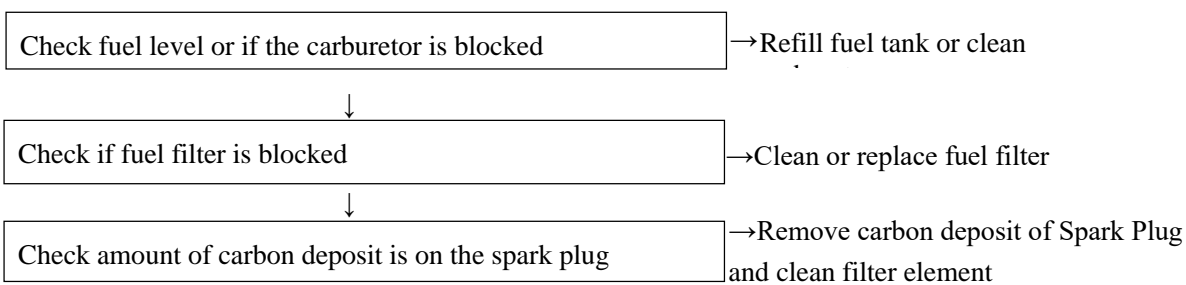 Check fuel level or if the carburetor is blocked
→Refill fuel tank or clean
↓
Check if fuel filter is blocked
→Clean or replace fuel filter
↓
Check amount of carbon deposit is on the spark plug
→Remove carbon deposit of Spark Plug
and clean filter element